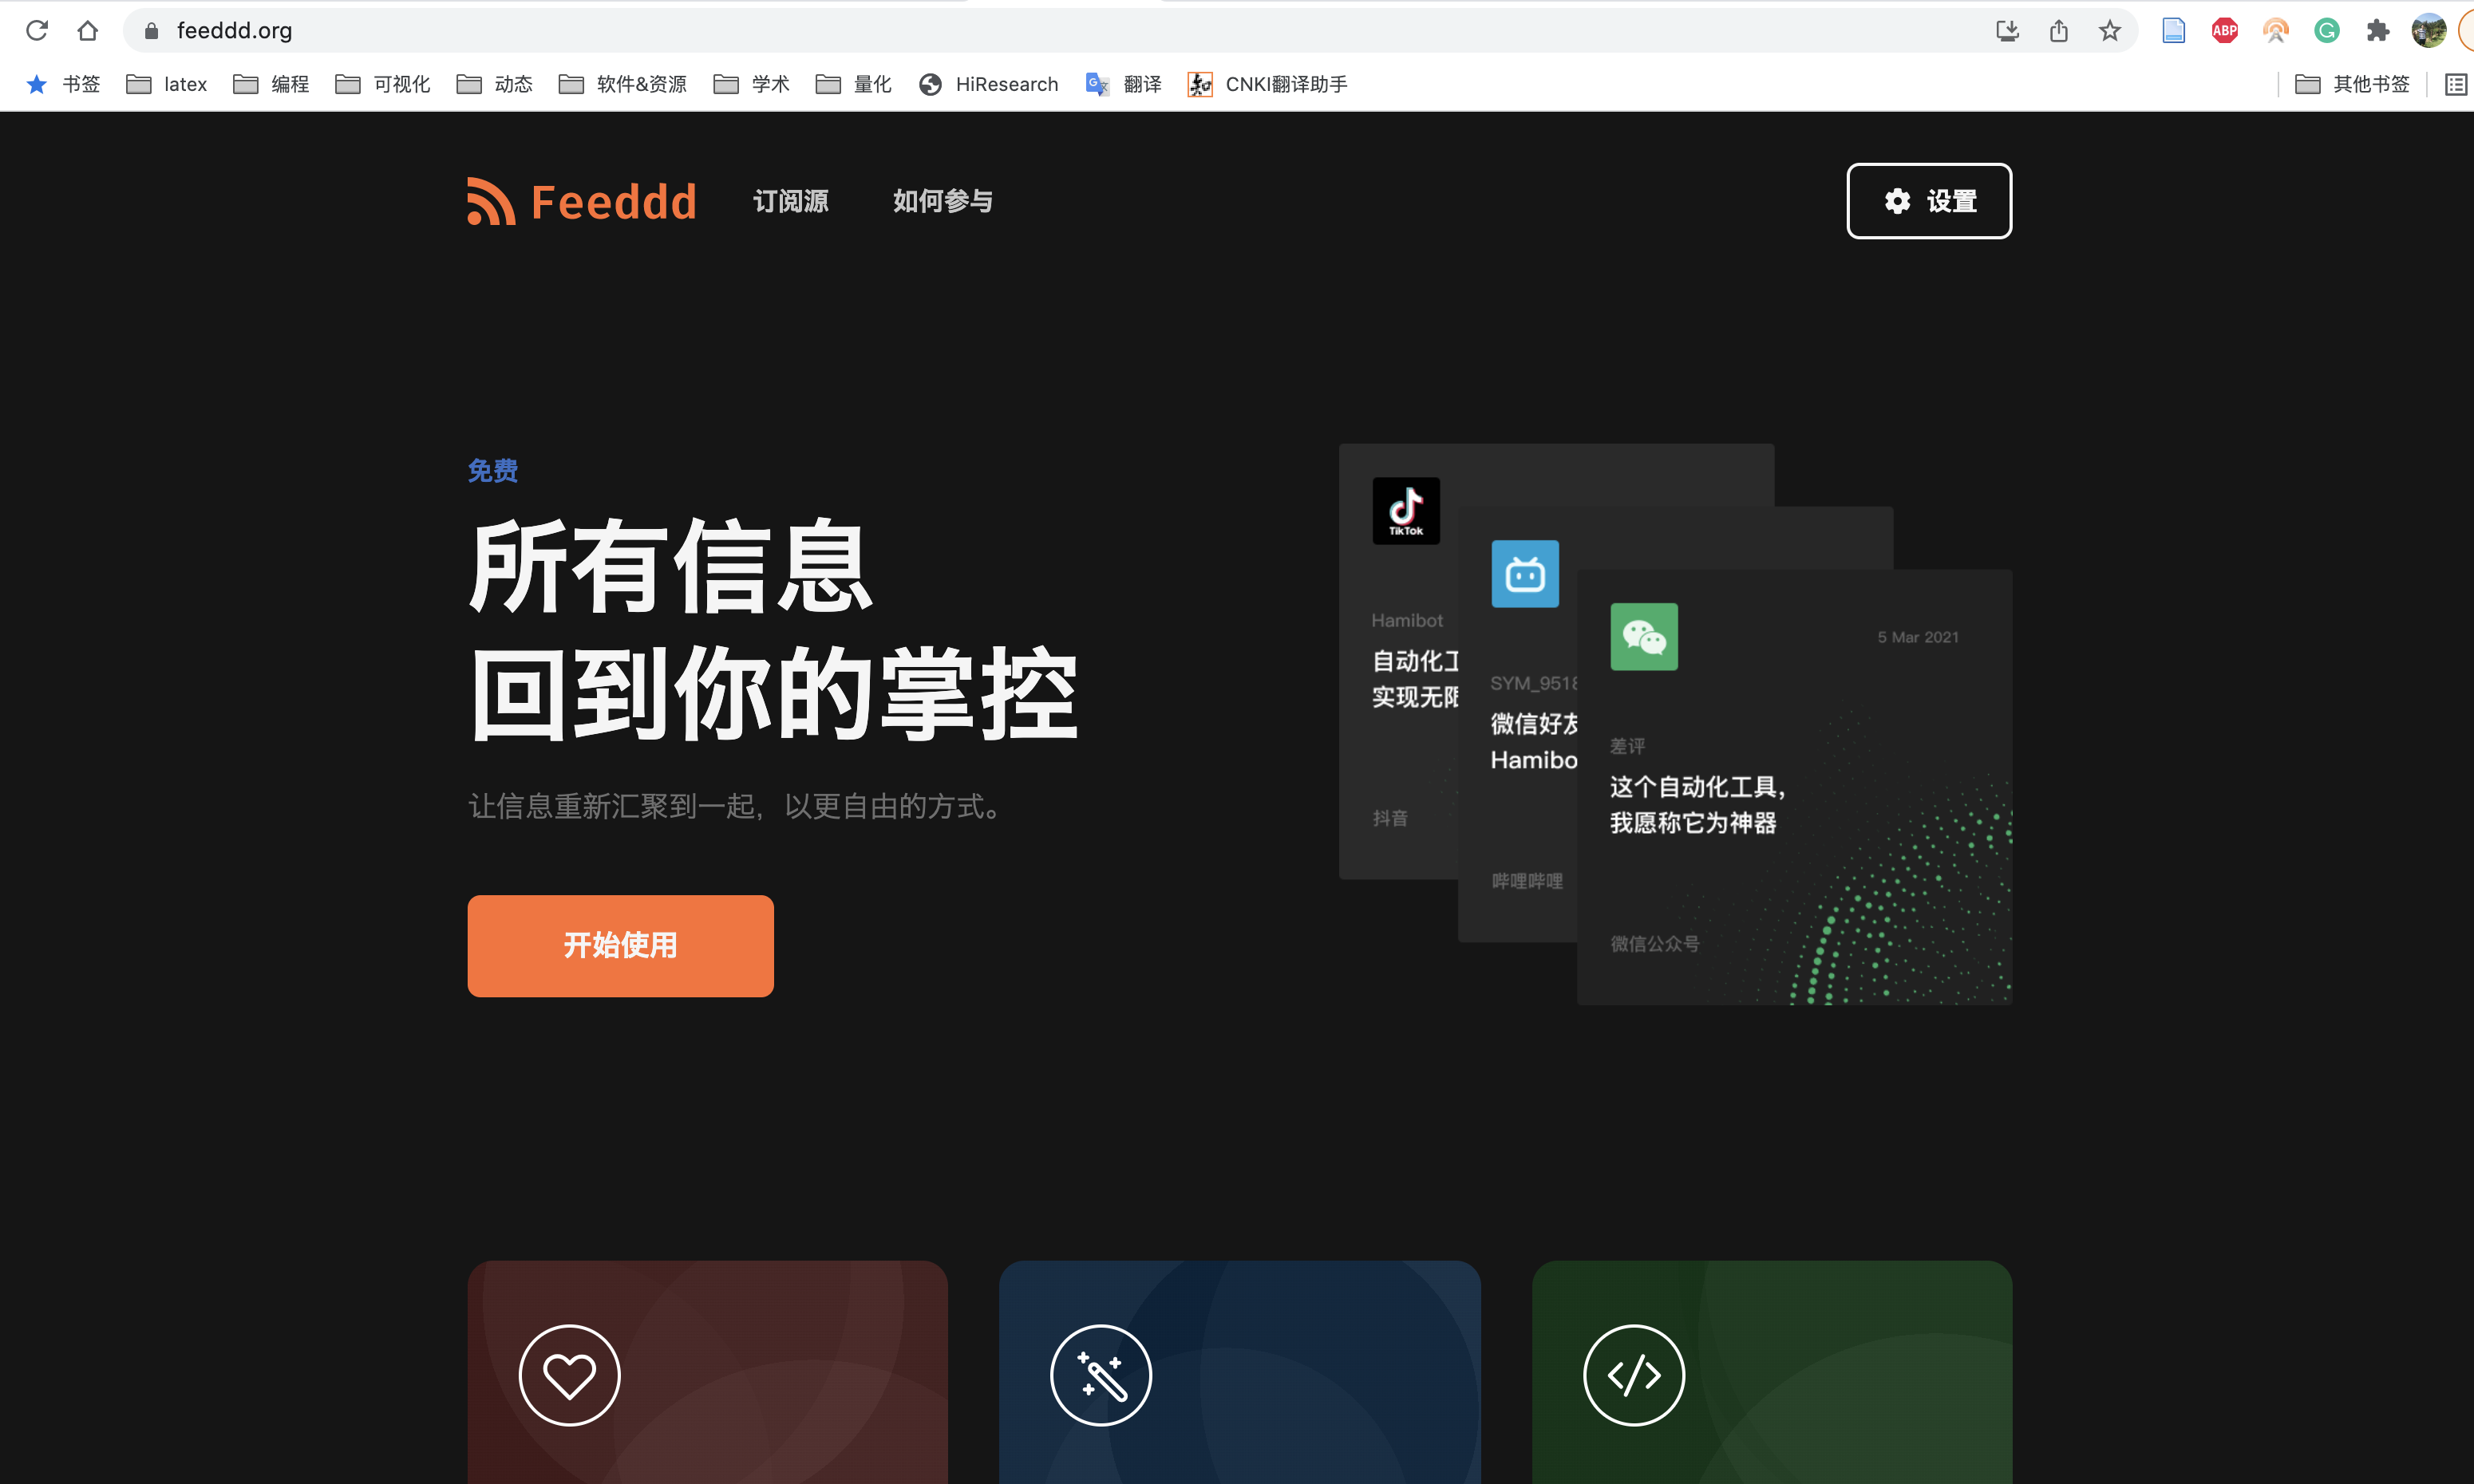 feeddd.org
ABP
书签
latex
编程
可视化
动态
软件&资源
学术
量化
HiResearch
翻译
CNKI翻译助手
其他书签
Feeddd
订阅源
如何参与
设置
免费
所有信息
回到你的掌控
让信息重新汇聚到一起，以更自由的方式。
开始使用
TikTok
Hamibot
自动化工
实现无限
抖音
SYM_9518
微信好友
Hamibo
哔哩哔哩
5 Mar 2021
差评
这个自动化工具，
我愿称它为神器
微信公众号